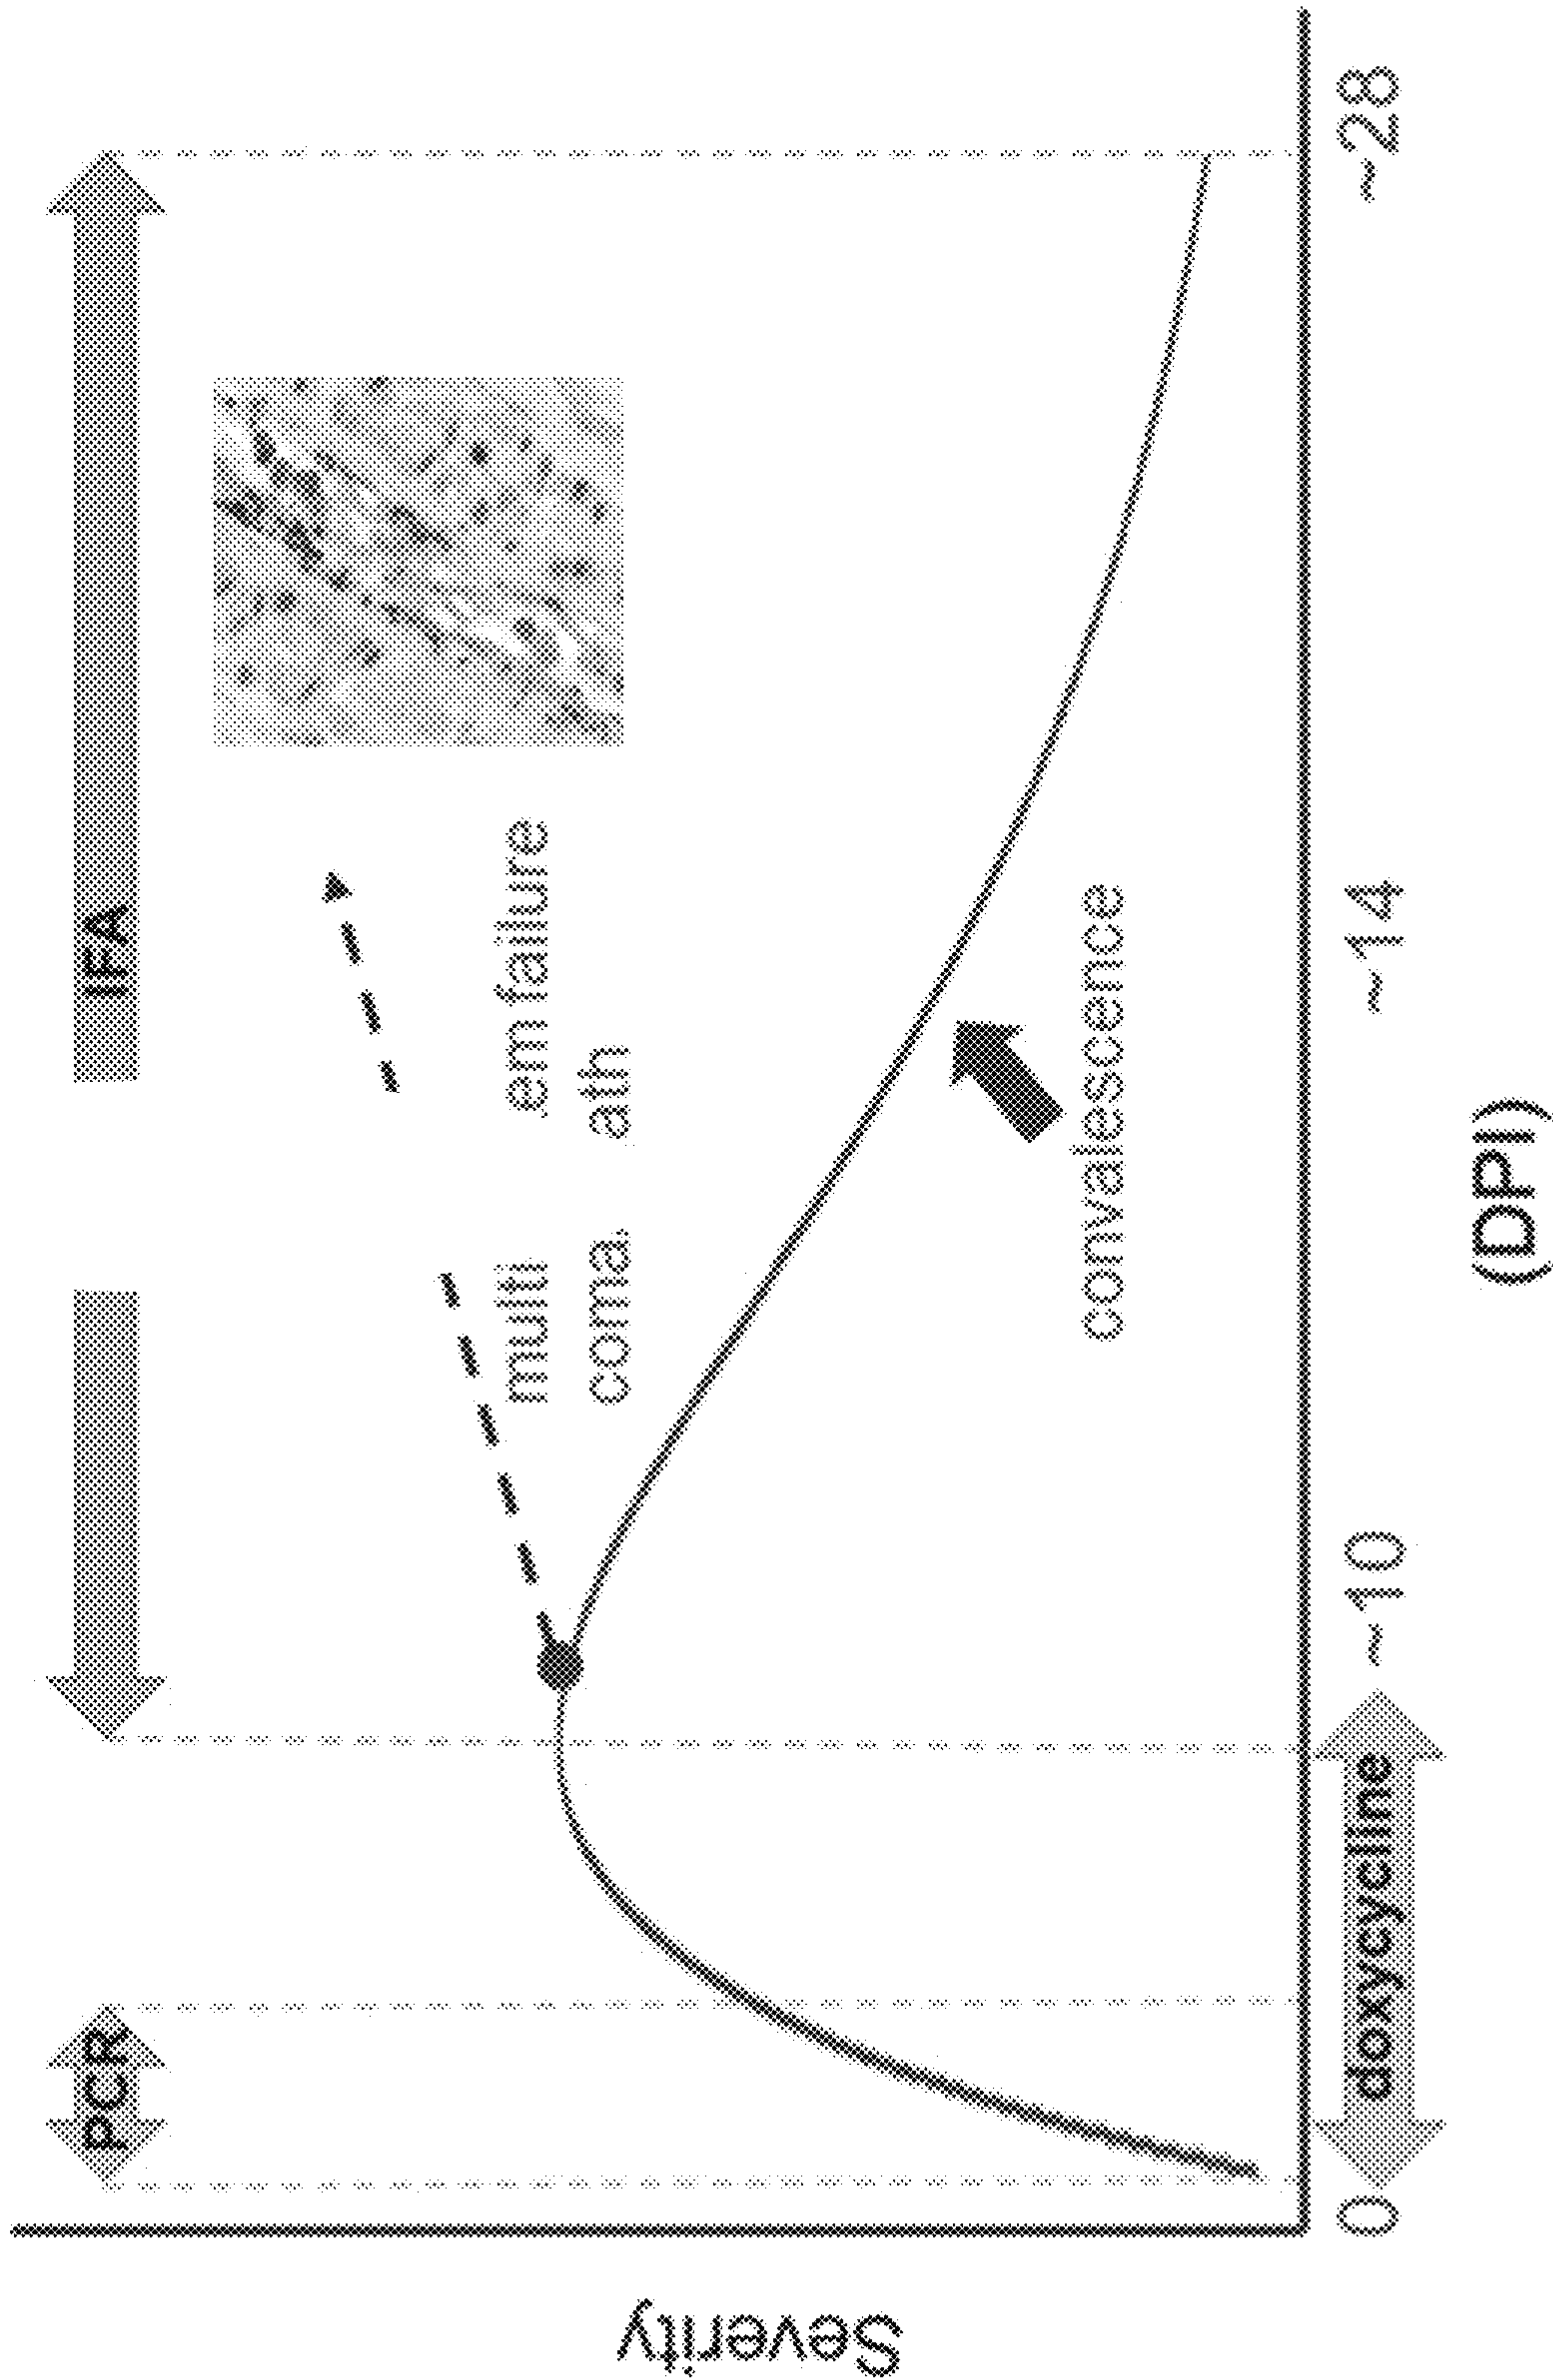 PCR
IFA
multi em failure
coma ath
convalescence
Severity
0
doxycycline
~10
~14
~28
(DPI)